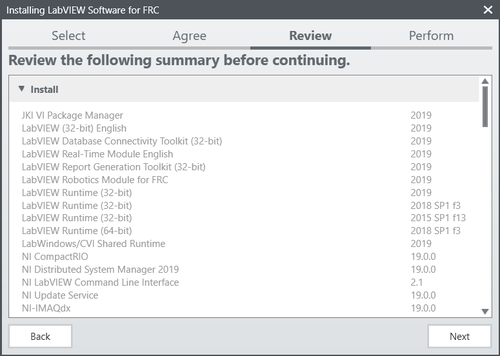 Installing LabVIEW Software for FRC
Select Agree Review Perform
Review the following summary before continuing.
Install
JKI VI Package Manager 2019
LabVIEW (32-bit) English 2019
LabVIEW Database Connectivity Toolkit (32-bit) 2019
LabVIEW Real-Time Module English 2019
LabVIEW Report Generation Toolkit (32-bit) 2019
LabVIEW Robotics Module for FRC 2019
LabVIEW Runtime (32-bit) 2019
LabVIEW Runtime (32-bit) 2018 SP1 f3
LabVIEW Runtime (32-bit) 2015 SP1 f13
LabVIEW Runtime (64-bit) 2018 SP1 f3
LabWindows/CVI Shared Runtime 2019
NI CompactRIO 19.0.0
NI Distributed System Manager 2019 19.0.0
NI LabVIEW Command Line Interface 2.1
NI Update Service 19.0.0
NI-IMAQdx 19.0.0
Back Next